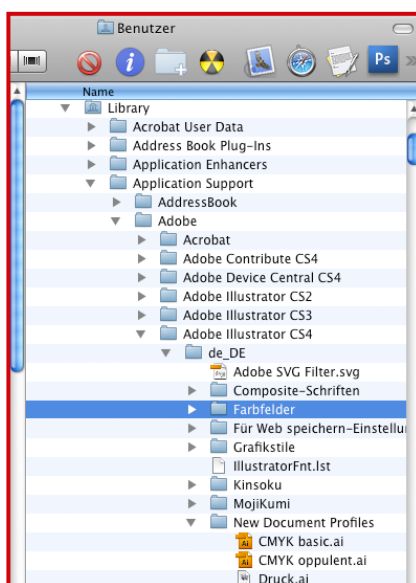 Benutzer
Ps
Name
Library
Acrobat User Data
Address Book Plug-Ins
Application Enhancers
Application Support
AddressBook
Adobe
Acrobat
Adobe Contribute CS4
Adobe Device Central CS4
Adobe Illustrator CS2
Adobe Illustrator CS3
Adobe Illustrator CS4
de_DE
Adobe SVG Filter.svg
Composite-Schriften
Farbfelder
Für Web speichern-Einstellu
Grafikstile
IllustratorFnt.lst
Kinsoku
MojiKumi
New Document Profiles
CMYK basic.ai
CMYK oppulent.ai
Druck.ai